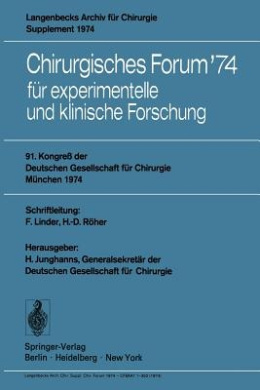 Langenbecks Archiv für Chirurgie
Supplement 1974
Chirurgisches Forum '74
für experimentelle
und klinische Forschung
91. Kongreß der
Deutschen Gesellschaft für Chirurgie
München 1974
Schriftleitung:
F. Linder, H.-D. Röher
Herausgeber:
H. Junghanns, Generalsekretär der
Deutschen Gesellschaft für Chirurgie
Springer-Verlag
Berlin · Heidelberg · New York